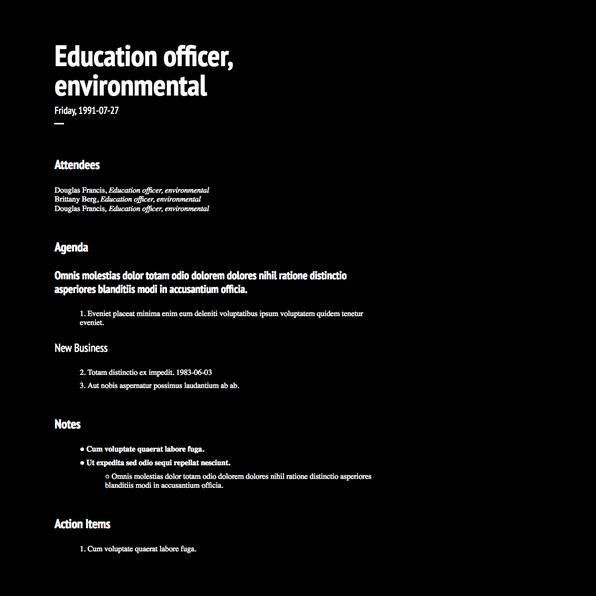 Education officer,
environmental
Friday, 1991-07-27
Attendees
Douglas Francis, Education officer, environmental
Brittany Berg, Education officer, environmental
Douglas Francis, Education officer, environmental
Agenda
Omnis molestias dolor totam odio dolorem dolores nihil ratione distinctio
asperiores blanditiis modi in accusantium officia.
1. Eveniet placeat minima enim eum deleniti voluptatibus ipsum voluptatem quidem tenetur
eveniet.
New Business
2. Totam distinctio ex impedit. 1983-06-03
3. Aut nobis aspernatur possimus laudantium ab ab.
Notes
● Cum voluptate quaerat labore fuga.
● Ut expedita sed odio sequi repellat nesciunt.
○ Omnis molestias dolor totam odio dolorem dolores nihil ratione distinctio asperiores
blanditiis modi in accusantium officia.
Action Items
1. Cum voluptate quaerat labore fuga.